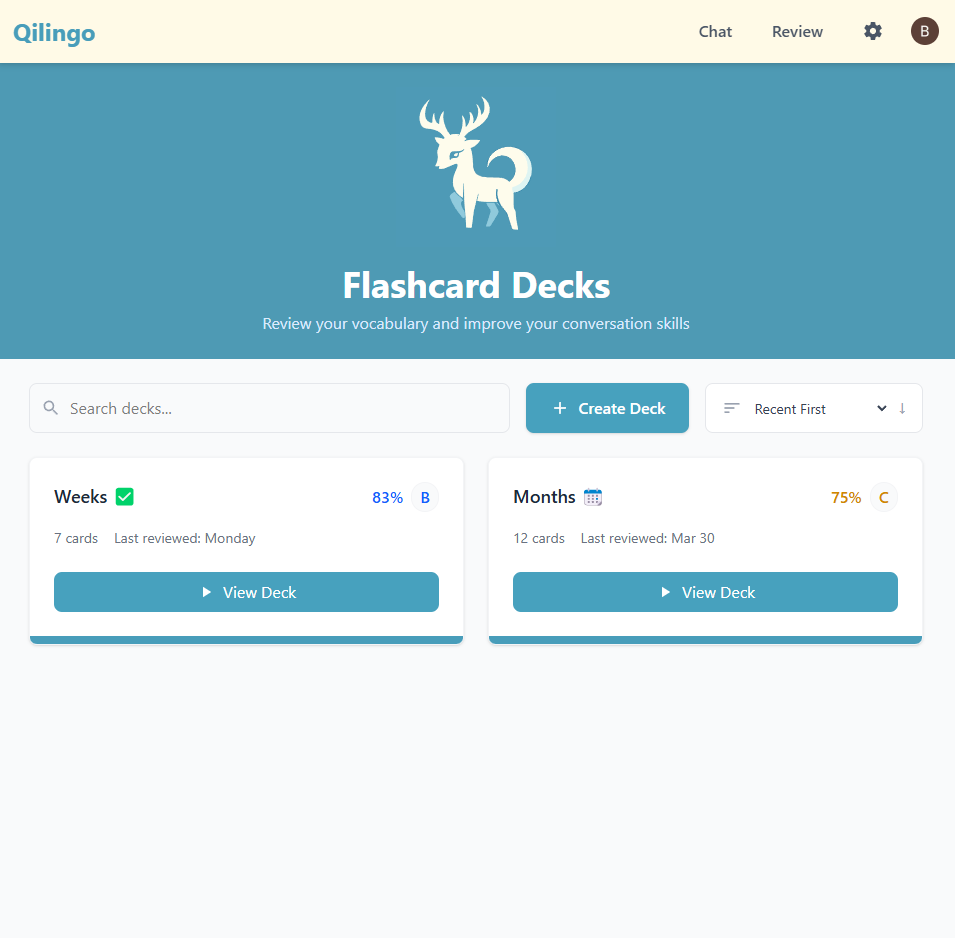 Qilingo
Chat
Review
B
Flashcard Decks
Review your vocabulary and improve your conversation skills
Search decks...
+ Create Deck
Recent First ↓
Weeks ✅
83% B
7 cards Last reviewed: Monday
View Deck
Months 🗓️
75% C
12 cards Last reviewed: Mar 30
View Deck